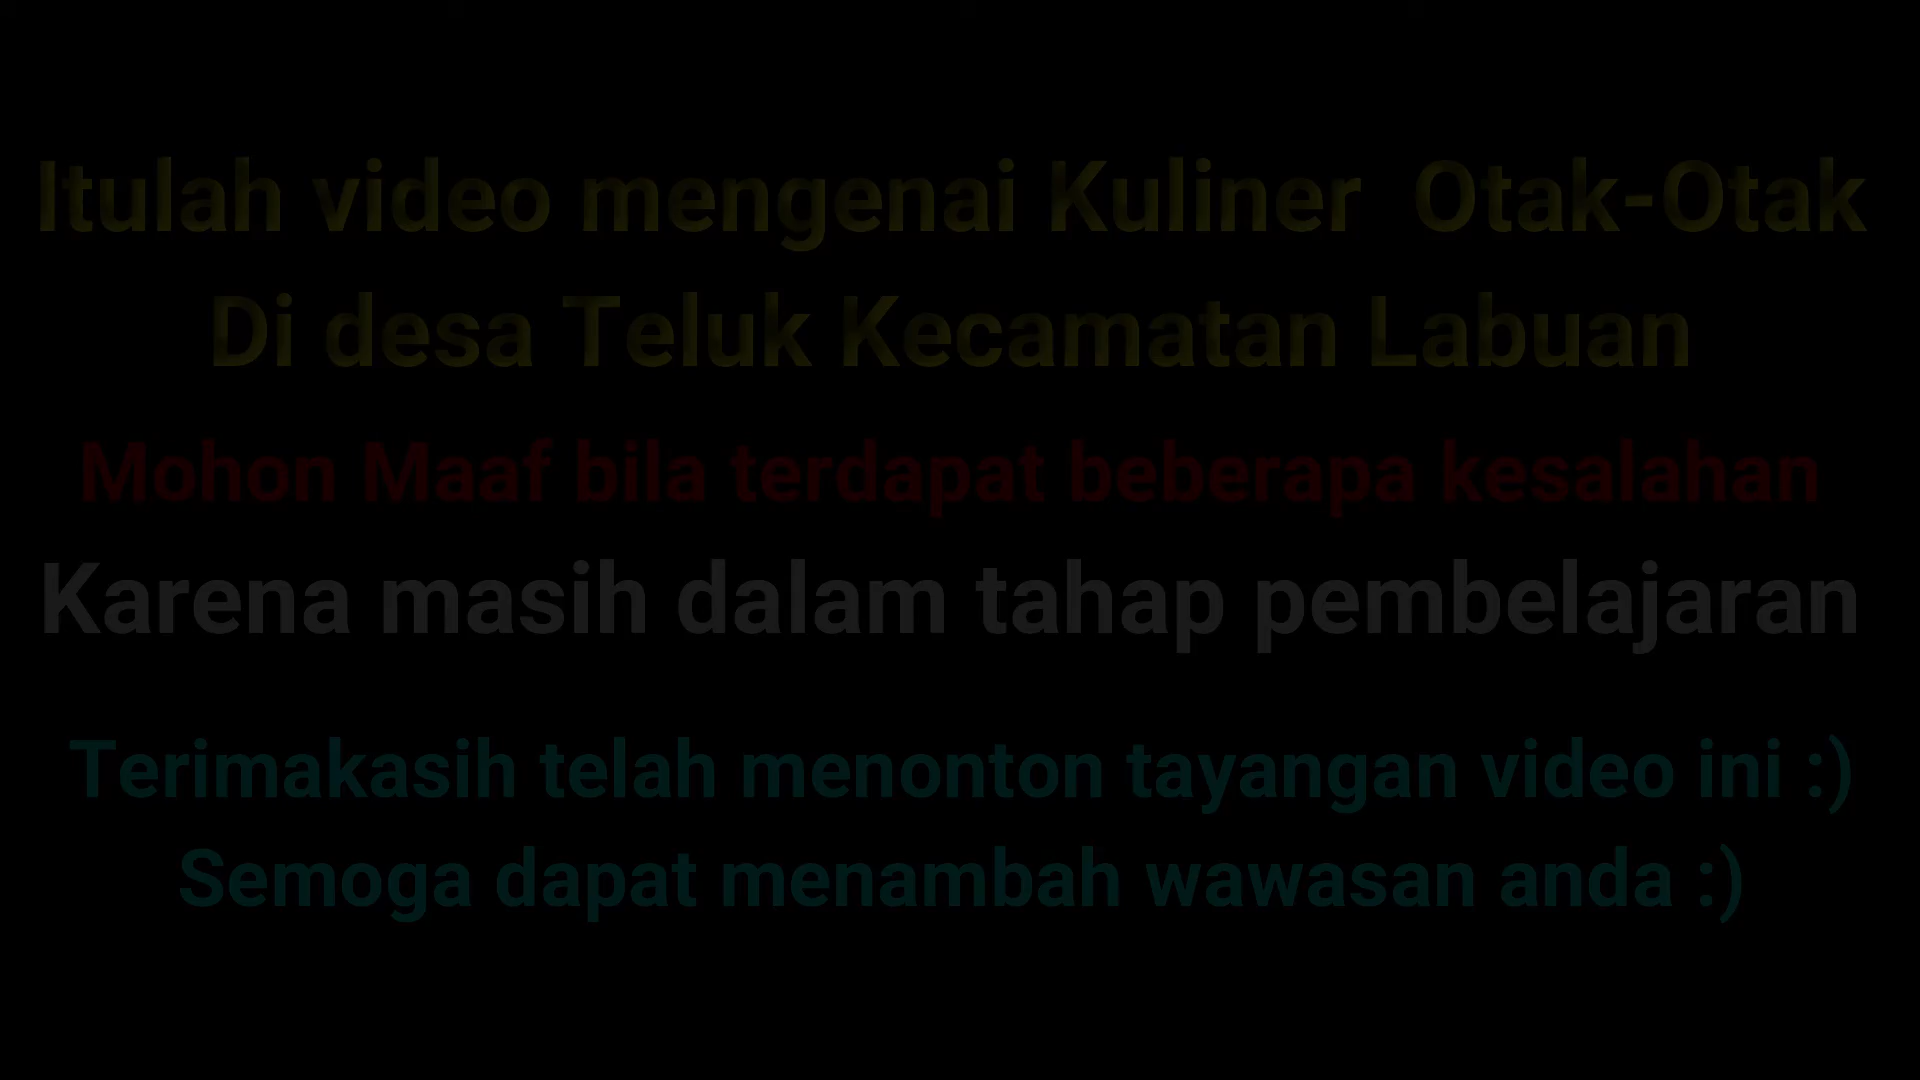 Itulah video mengenai Kuliner  Otak-Otak
Di desa Teluk Kecamatan Labuan
Mohon Maaf bila terdapat beberapa kesalahan
Karena masih dalam tahap pembelajaran
Terimakasih telah menonton tayangan video ini :)
Semoga dapat menambah wawasan anda :)